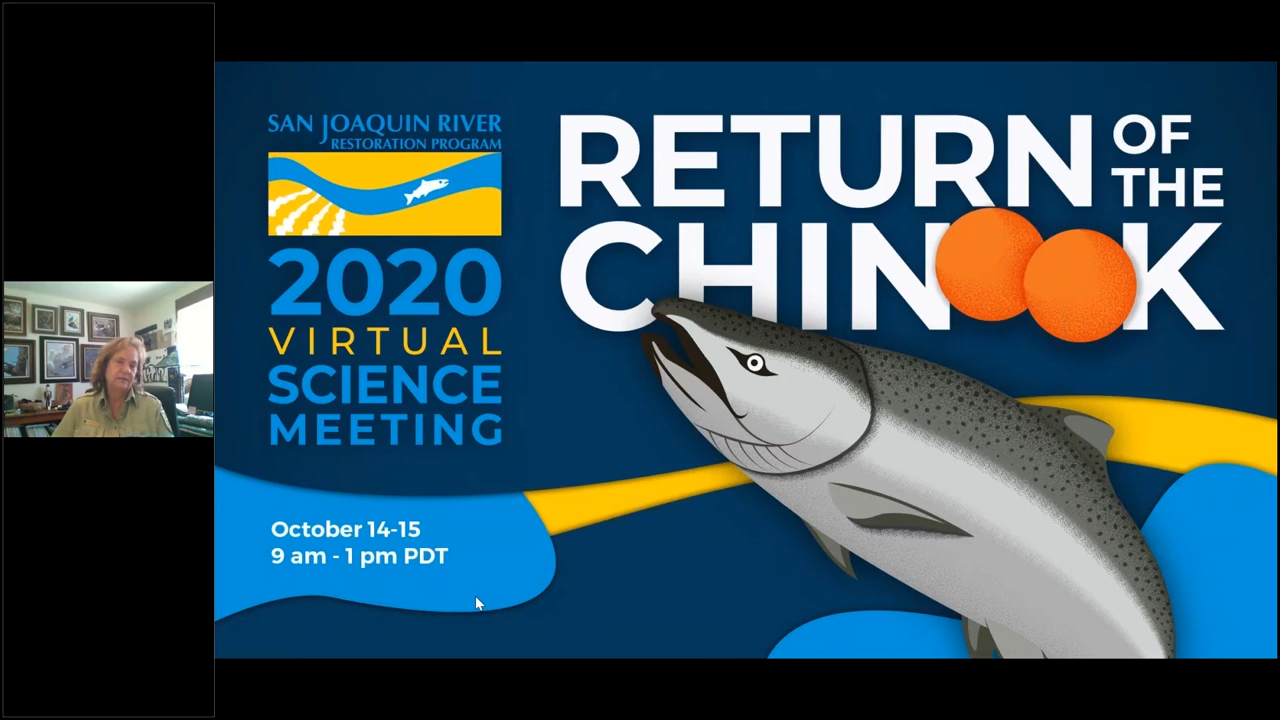 SAN JOAQUIN RIVER
RESTORATION PROGRAM
2020
VIRTUAL
SCIENCE
MEETING
October 14-15
9 am - 1 pm PDT
RETURN OF THE
CHINOOK